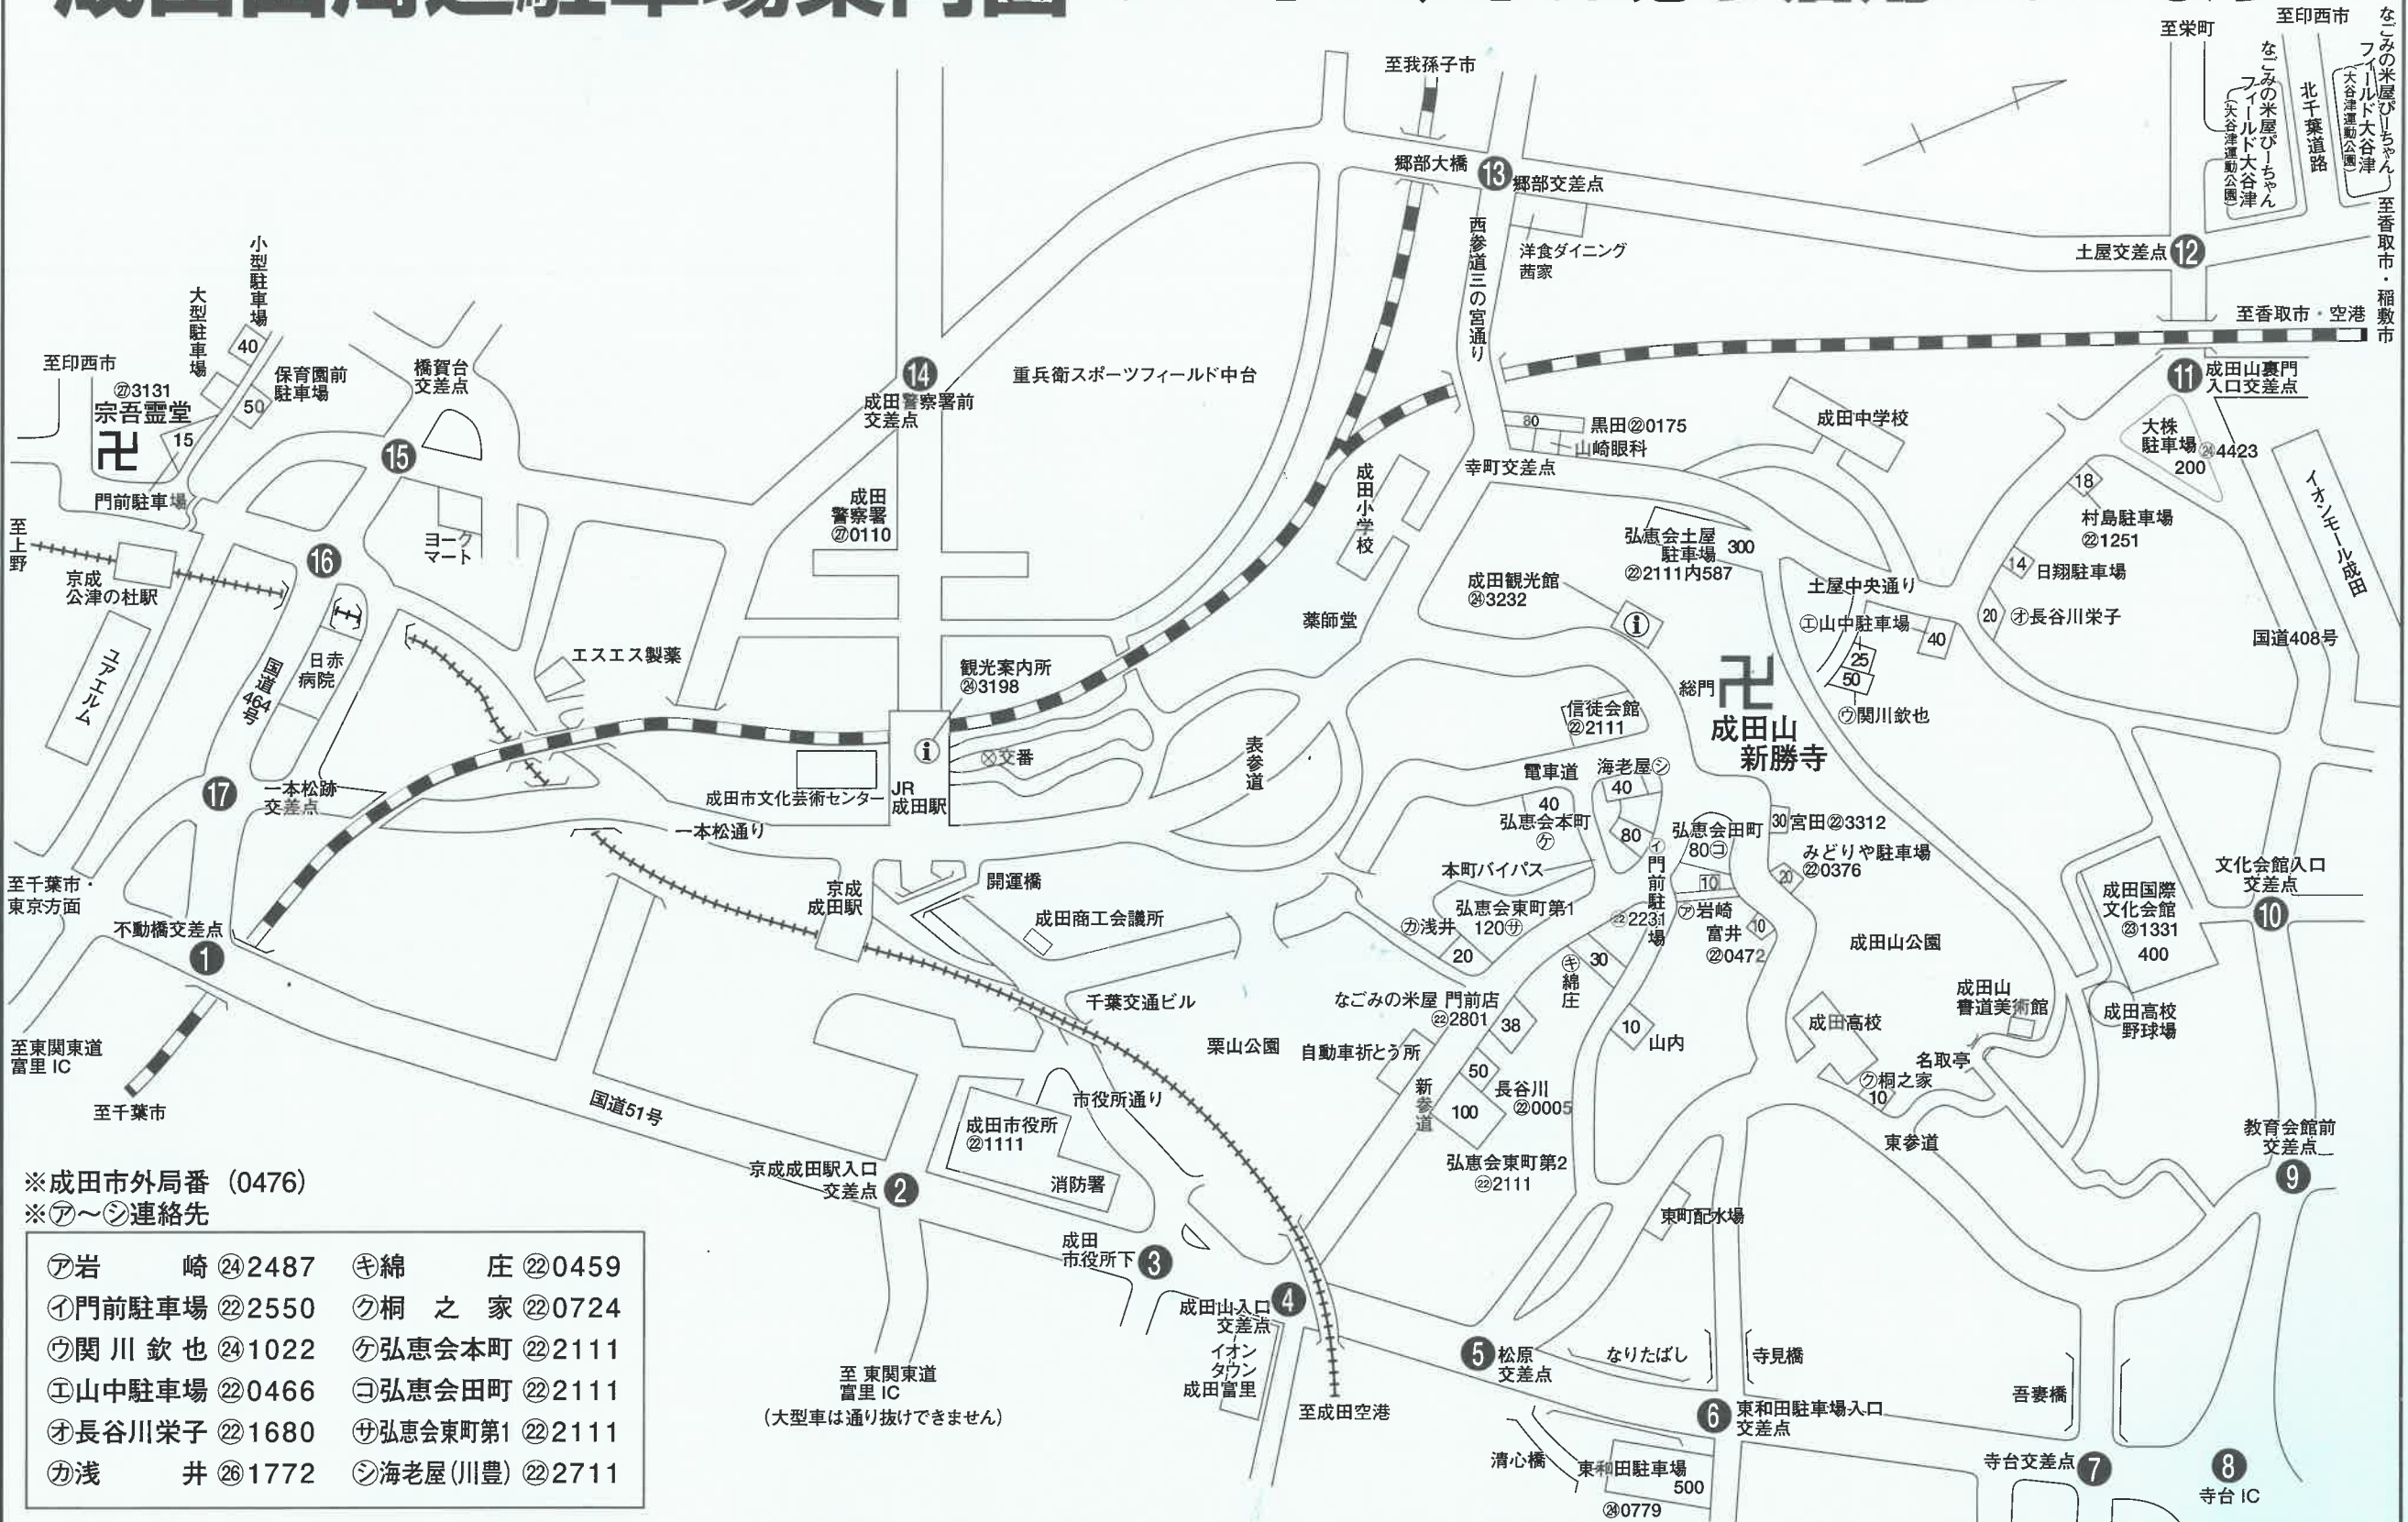 成田山周辺駐車場案内図
至栄町
至印西市
なごみの米屋ぴーちゃん
フィールド大谷津
(大谷津運動公園)
北千葉道路
なごみの米屋ぴーちゃん
フィールド大谷津
(大谷津運動公園)
至香取市・稲敷市
至我孫子市
郷部大橋
⑬
郷部交差点
西参道三の宮通り
洋食ダイニング
茜家
土屋交差点
⑫
至香取市・空港
⑪
成田山裏門
入口交差点
小型駐車場
40
大型駐車場
保育園前
駐車場
50
至印西市
㉗3131
宗吾霊堂
卍
15
門前駐車場
橋賀台
交差点
⑮
⑭
成田警察署前
交差点
重兵衛スポーツフィールド中台
成田
警察署
㉗0110
ヨーク
マート
至上野
京成
公津の杜駅
⑯
ユアエルム
国道464号
日赤
病院
エスエス製薬
観光案内所
㉔3198
交番
JR
成田駅
成田市文化芸術センター
一本松跡
交差点
⑰
一本松通り
80
黒田㉒0175
山崎眼科
幸町交差点
成田小学校
成田中学校
大株
駐車場
㉔4423
200
イオンモール成田
18
村島駐車場
㉒1251
14
日翔駐車場
20
㋔長谷川栄子
国道408号
弘恵会土屋
駐車場
300
㉒2111内587
成田観光館
㉔3232
薬師堂
土屋中央通り
㋓山中駐車場
40
25
50
㋒関川欽也
総門
卍
成田山
新勝寺
信徒会館
㉒2111
表参道
電車道
40
弘恵会本町
㋘
海老屋㋛
40
80
㋑門前駐車場
弘恵会田町
80㋙
30
宮田㉒3312
みどりや駐車場
㉒0376
20
10
㋐岩崎
富井
10
㉒0472
本町バイパス
弘恵会東町第1
120㋚
㋕浅井
20
㉒2231
㋖綿庄
30
成田山公園
成田国際
文化会館
㉓1331
400
文化会館入口
交差点
⑩
成田高校
野球場
成田山
書道美術館
成田高校
名取亭
㋗桐之家
10
東参道
教育会館前
交差点
⑨
至千葉市・
東京方面
不動橋交差点
①
至東関東道
富里 IC
至千葉市
国道51号
京成
成田駅
開運橋
成田商工会議所
千葉交通ビル
栗山公園
なごみの米屋 門前店
㉒2801
38
自動車祈とう所
新参道
50
長谷川
㉒0005
100
弘恵会東町第2
㉒2111
10
山内
東町配水場
市役所通り
成田市役所
㉒1111
消防署
京成成田駅入口
交差点
②
成田
市役所下
③
成田山入口
交差点
④
イオン
タウン
成田富里
至 東関東道
富里 IC
(大型車は通り抜けできません)
至成田空港
⑤
松原
交差点
なりたばし
寺見橋
⑥
東和田駐車場入口
交差点
清心橋
東和田駐車場
500
㉔0779
吾妻橋
寺台交差点
⑦
⑧
寺台 IC
※成田市外局番 (0476)
※㋐〜㋛連絡先
㋐岩崎 ㉔2487 ㋖綿庄 ㉒0459
㋑門前駐車場 ㉒2550 ㋗桐之家 ㉒0724
㋒関川欽也 ㉔1022 ㋘弘恵会本町 ㉒2111
㋓山中駐車場 ㉒0466 ㋙弘恵会田町 ㉒2111
㋔長谷川栄子 ㉒1680 ㋚弘恵会東町第1 ㉒2111
㋕浅井 ㉖1772 ㋛海老屋(川豊) ㉒2711